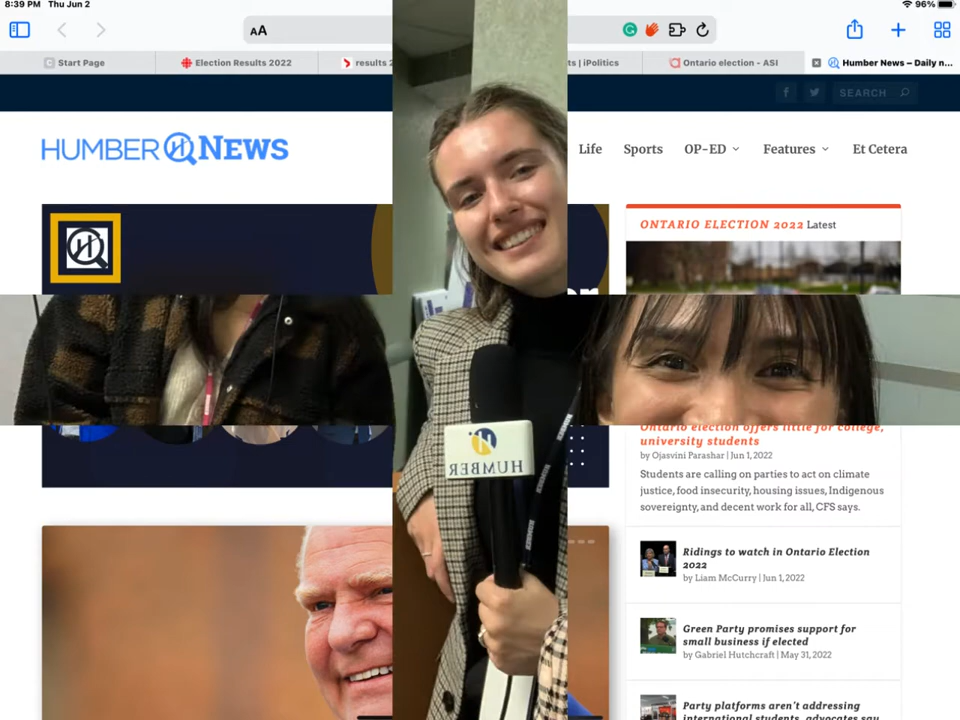 8:39 PM Thu Jun 2
96%
AA
Start Page
Election Results 2022
results 2
ts | iPolitics
Ontario election - ASI
Humber News – Daily n...
SEARCH
HUMBER NEWS
Life Sports OP-ED Features Et Cetera
ONTARIO ELECTION 2022 Latest
HUMBER
Ontario election offers little for college,
university students
by Ojasvini Parashar | Jun 1, 2022
Students are calling on parties to act on climate
justice, food insecurity, housing issues, Indigenous
sovereignty, and decent work for all, CFS says.
Ridings to watch in Ontario Election
2022
by Liam McCurry | Jun 1, 2022
Green Party promises support for
small business if elected
by Gabriel Hutchcraft | May 31, 2022
Party platforms aren't addressing
international students, advocates say